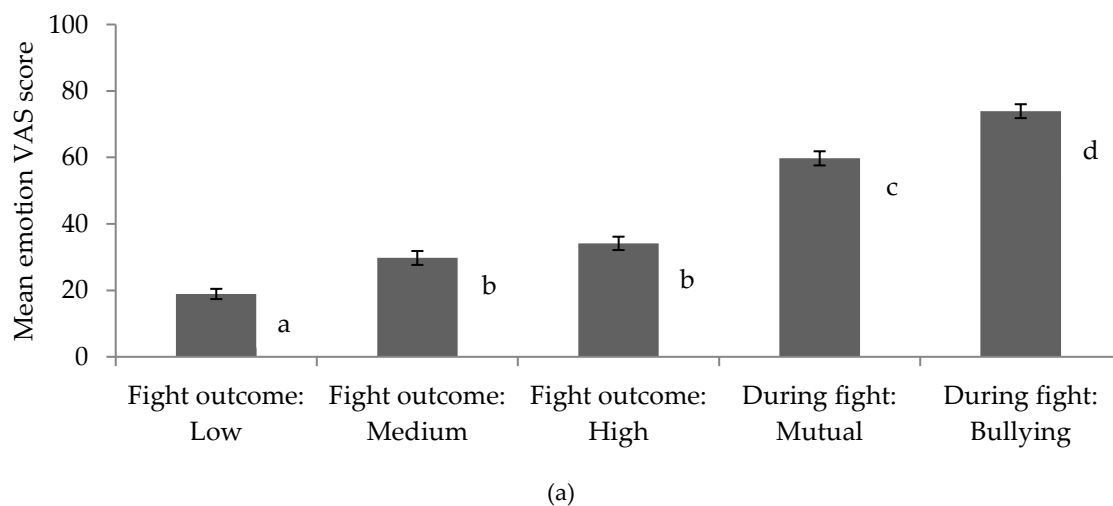 Mean emotion VAS score
100
80
60
40
20
0
a
b
b
c
d
Fight outcome:
Low
Fight outcome:
Medium
Fight outcome:
High
During fight:
Mutual
During fight:
Bullying
(a)